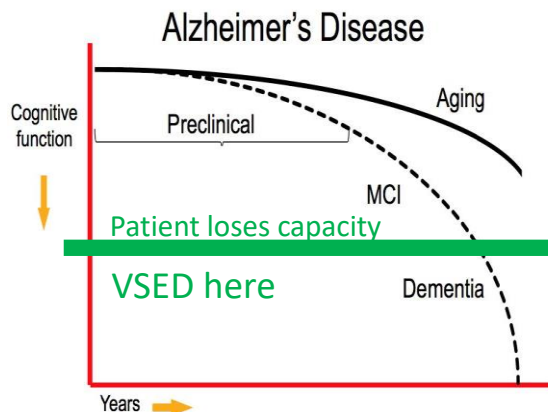 Alzheimer's Disease
Aging
Cognitive
function
Preclinical
MCI
Patient loses capacity
VSED here
Dementia
Years